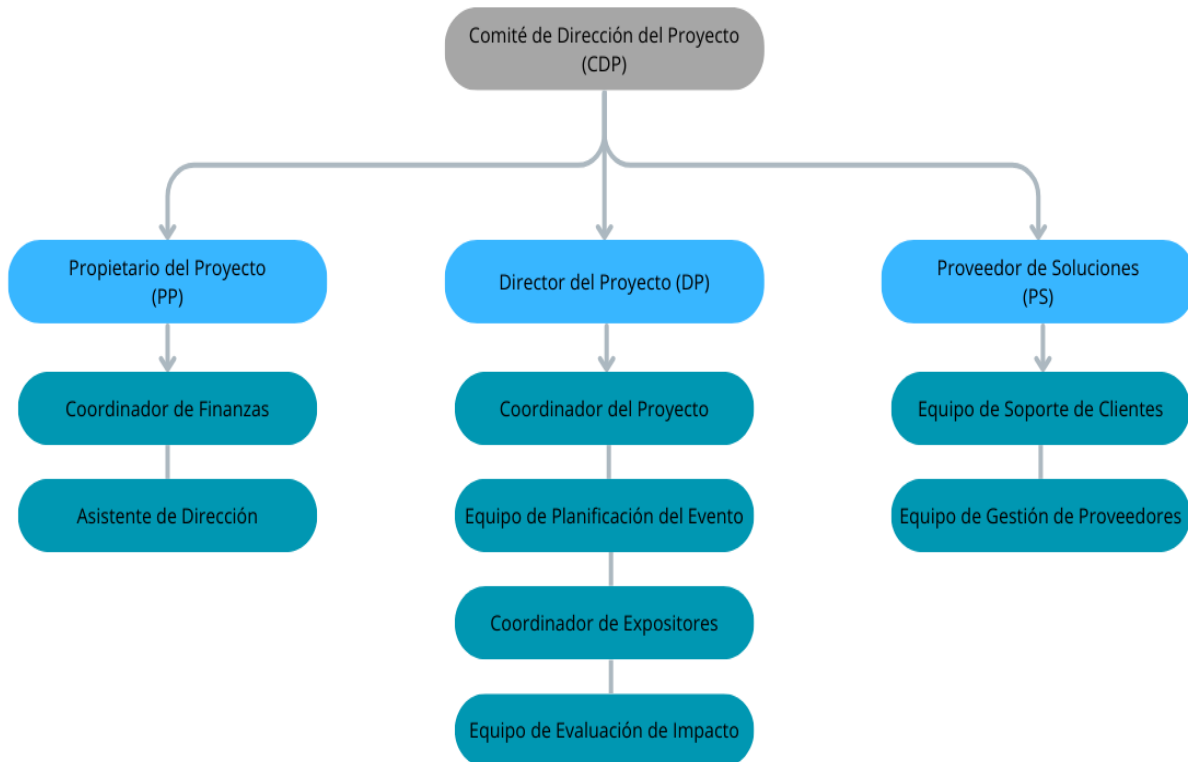 Comité de Dirección del Proyecto
(CDP)
Propietario del Proyecto
(PP)
Director del Proyecto (DP)
Proveedor de Soluciones
(PS)
Coordinador de Finanzas
Coordinador del Proyecto
Equipo de Soporte de Clientes
Asistente de Dirección
Equipo de Planificación del Evento
Equipo de Gestión de Proveedores
Coordinador de Expositores
Equipo de Evaluación de Impacto